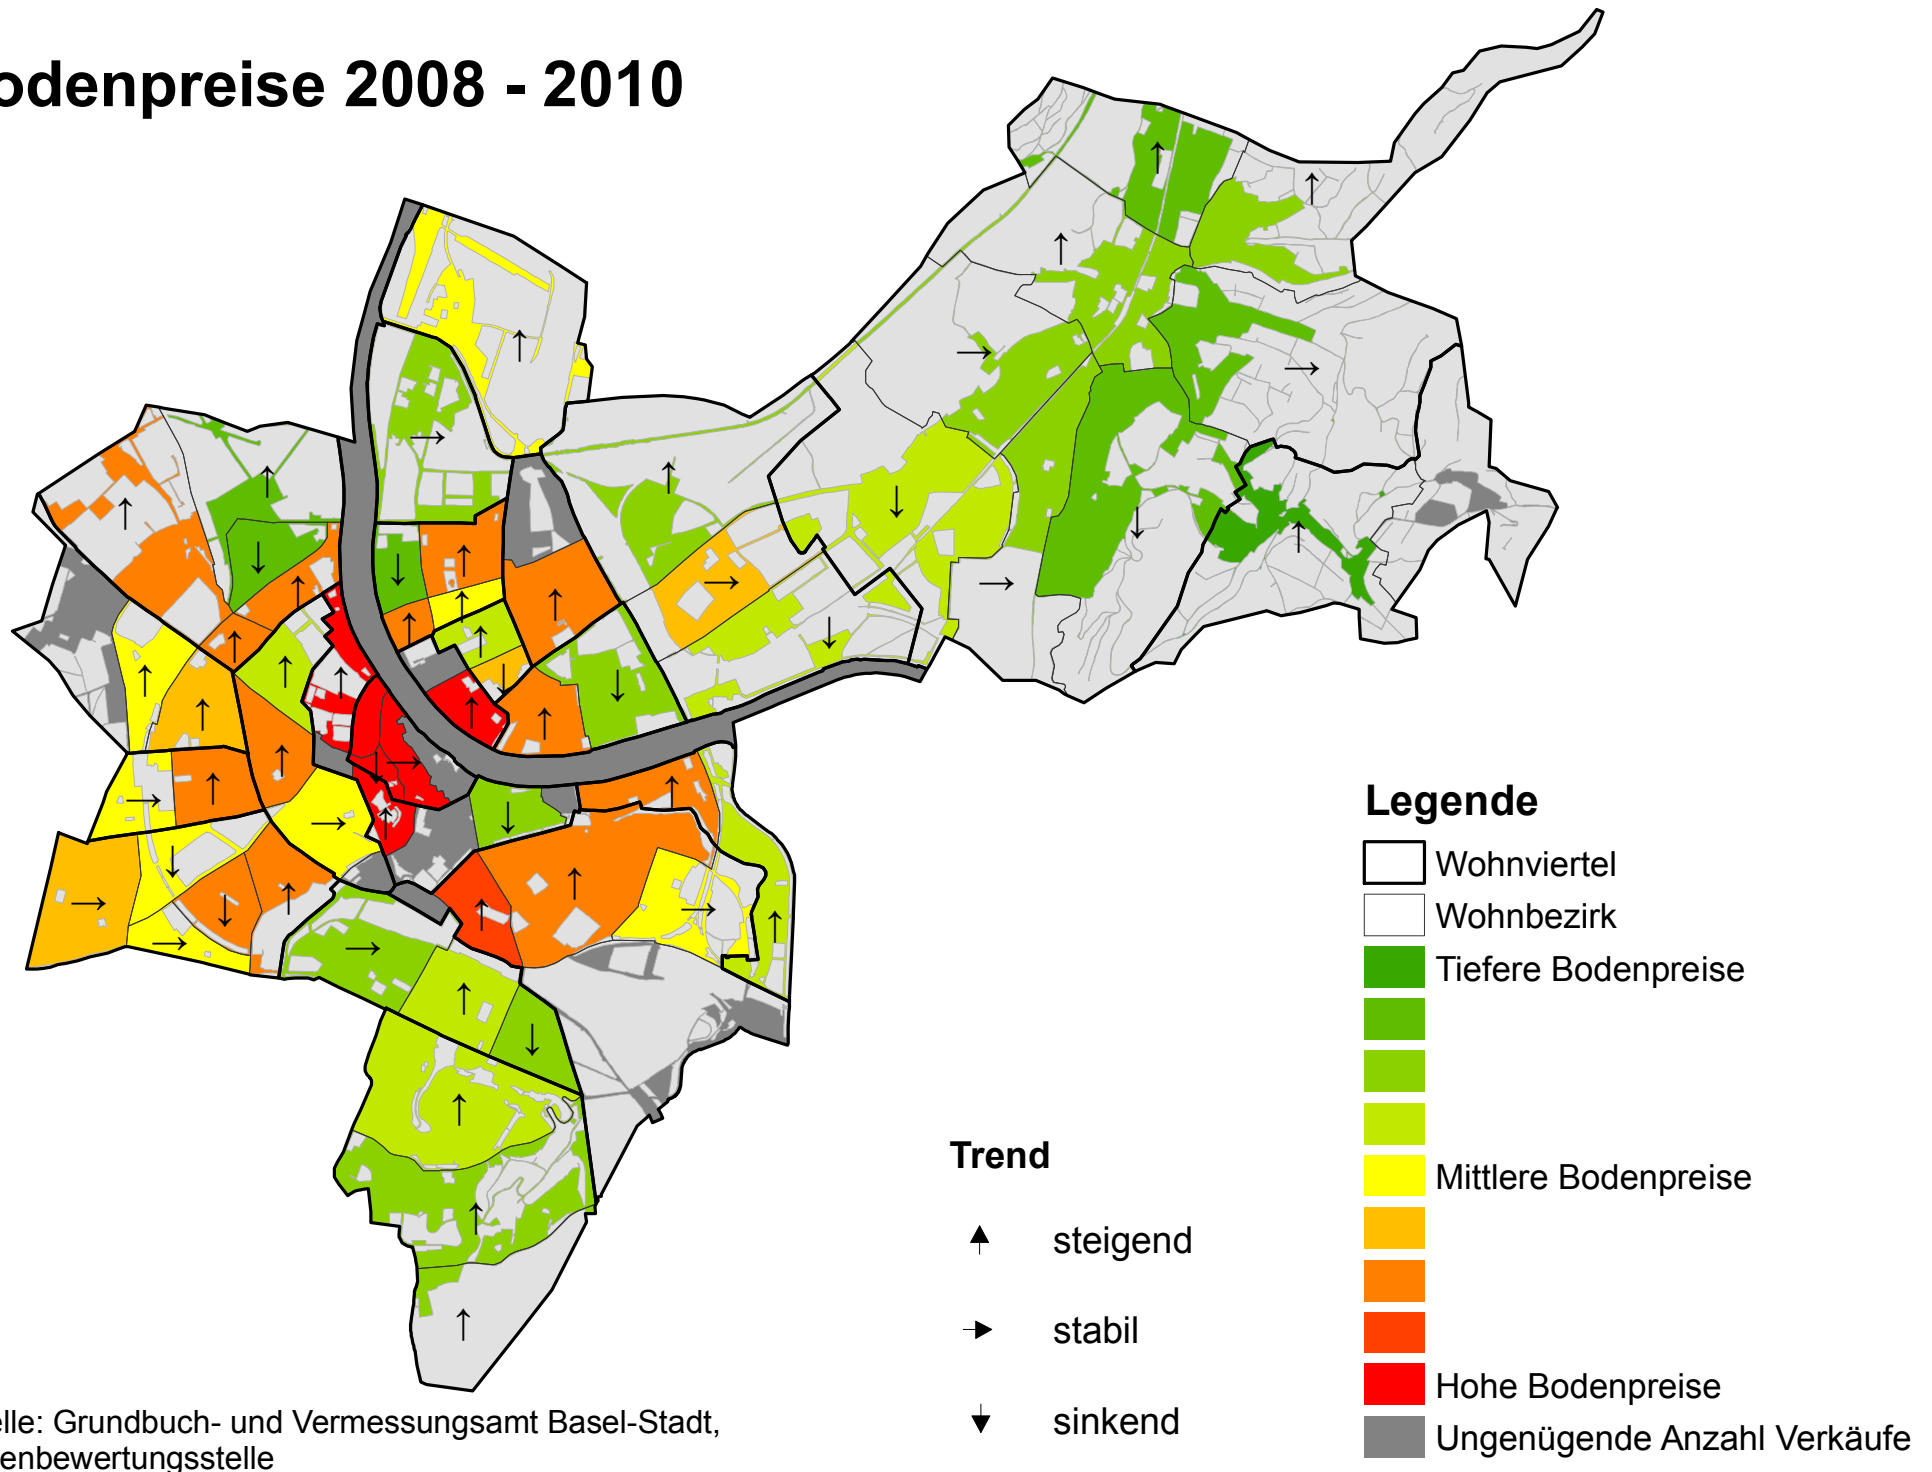 odenpreise 2008 - 2010
Legende
Wohnviertel
Wohnbezirk
Tiefere Bodenpreise
Mittlere Bodenpreise
Hohe Bodenpreise
Ungenügende Anzahl Verkäufe
Trend
steigend
stabil
sinkend
elle: Grundbuch- und Vermessungsamt Basel-Stadt,
enbewertungsstelle